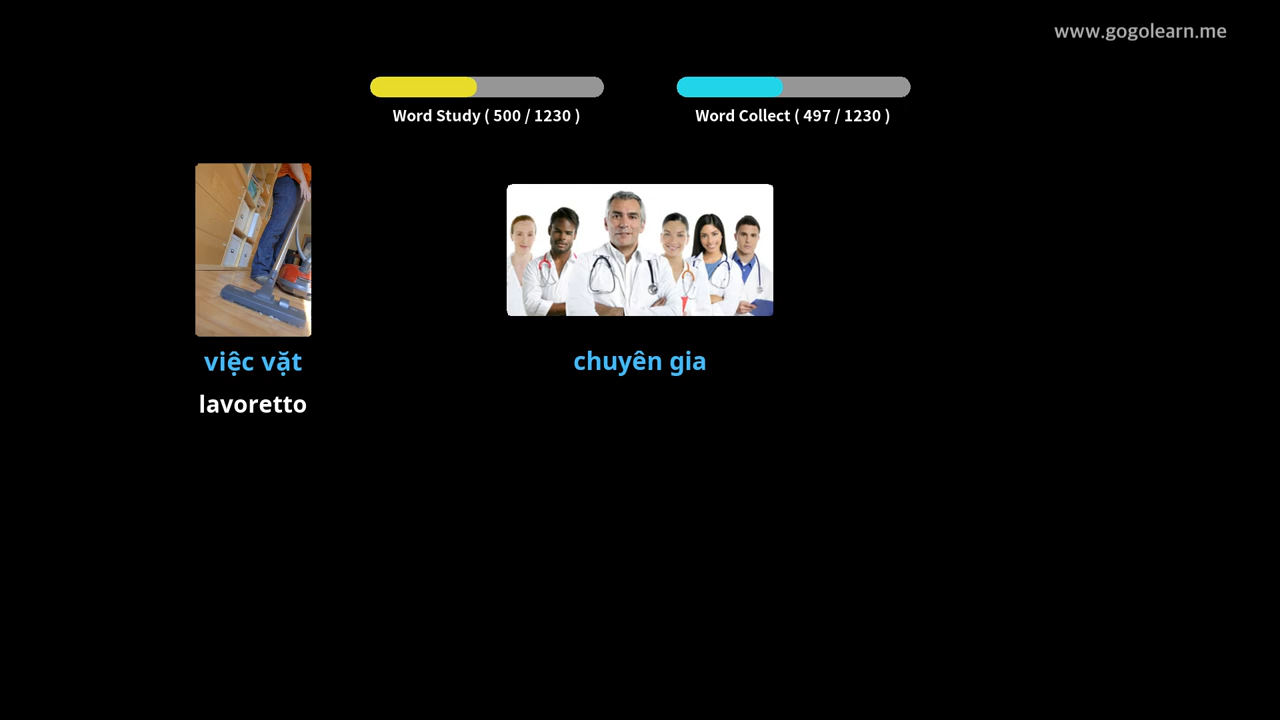 www.gogolearn.me
Word Study ( 500 / 1230 )
Word Collect ( 497 / 1230 )
việc vặt
lavoretto
chuyên gia